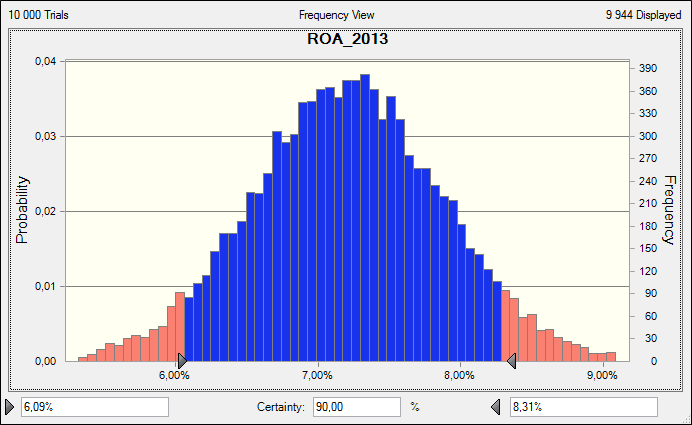 10 000 Trials Frequency View 9 944 Displayed
ROA_2013
0,04 390
360
330
0,03 300
270
240
0,02 210
180
150
0,01 120
90
60
30
0,00 0
Probability
Frequency
6,00% 7,00% 8,00% 9,00%
6,09% Certainty: 90,00 % 8,31%